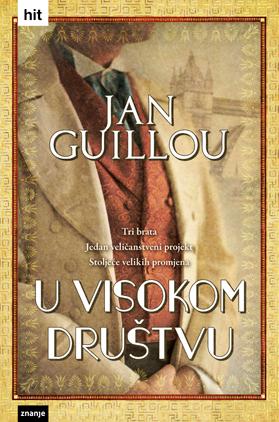 hit
JAN
GUILLOU
Tri brata
Jedan veličanstveni projekt
Stoljeće velikih promjena
U VISOKOM
DRUŠTVU
znanje